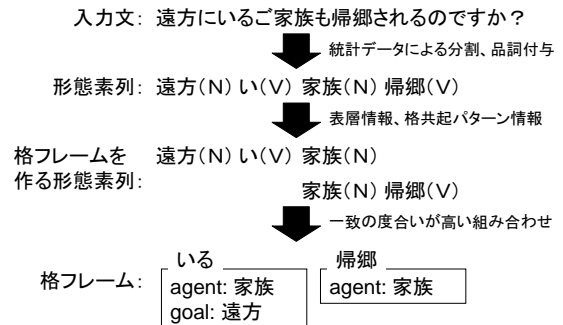 入力文: 遠方にいるご家族も帰郷されるのですか？
統計データによる分割、品詞付与
形態素列: 遠方(N) い(V) 家族(N) 帰郷(V)
表層情報、格共起パターン情報
格フレームを 遠方(N) い(V) 家族(N)
作る形態素列:
家族(N) 帰郷(V)
一致の度合いが高い組み合わせ
いる 帰郷
格フレーム: agent: 家族 agent: 家族
goal: 遠方